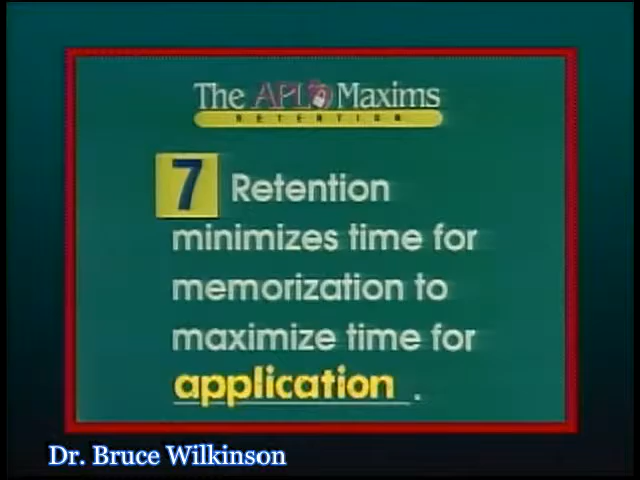 The APL Maxims
RETENTION
7 Retention
minimizes time for
memorization to
maximize time for
application.
Dr. Bruce Wilkinson